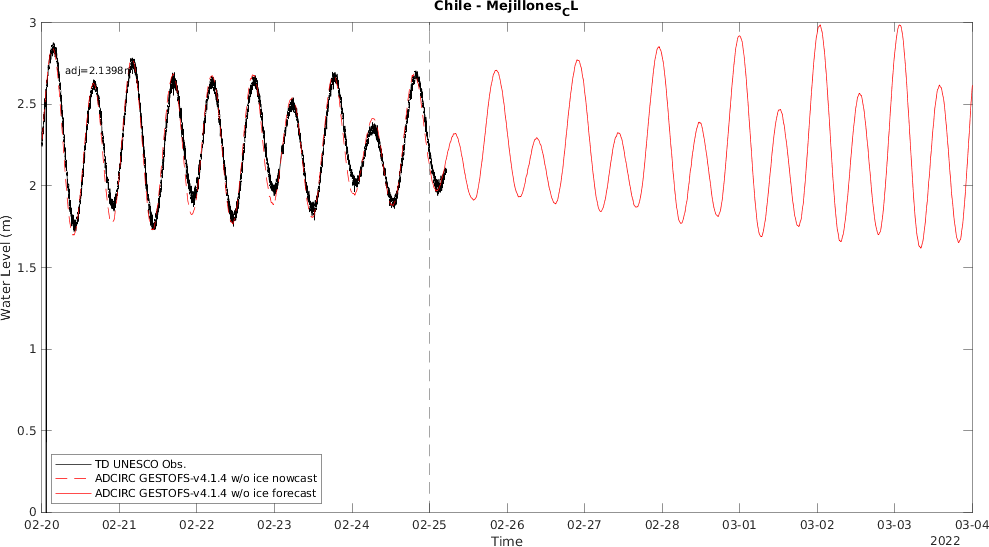 Chile - Mejillones_CL
3
adj=2.1398m
2.5
2
1.5
1
0.5
0
Water Level (m)
TD UNESCO Obs.
ADCIRC GESTOFS-v4.1.4 w/o ice nowcast
ADCIRC GESTOFS-v4.1.4 w/o ice forecast
02-20 02-21 02-22 02-23 02-24 02-25 02-26 02-27 02-28 03-01 03-02 03-03 03-04
Time
2022